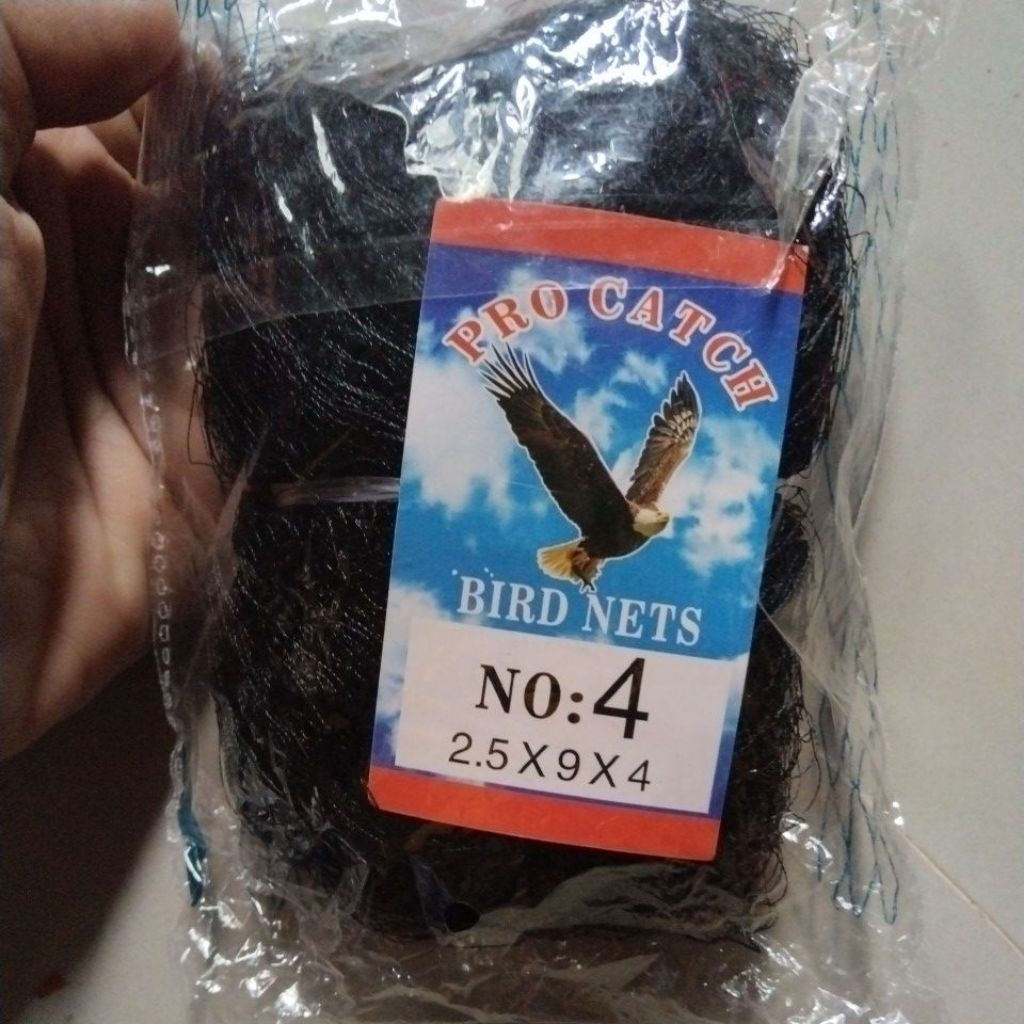 PRO CATCH
BIRD NETS
NO:4
2.5X9X4